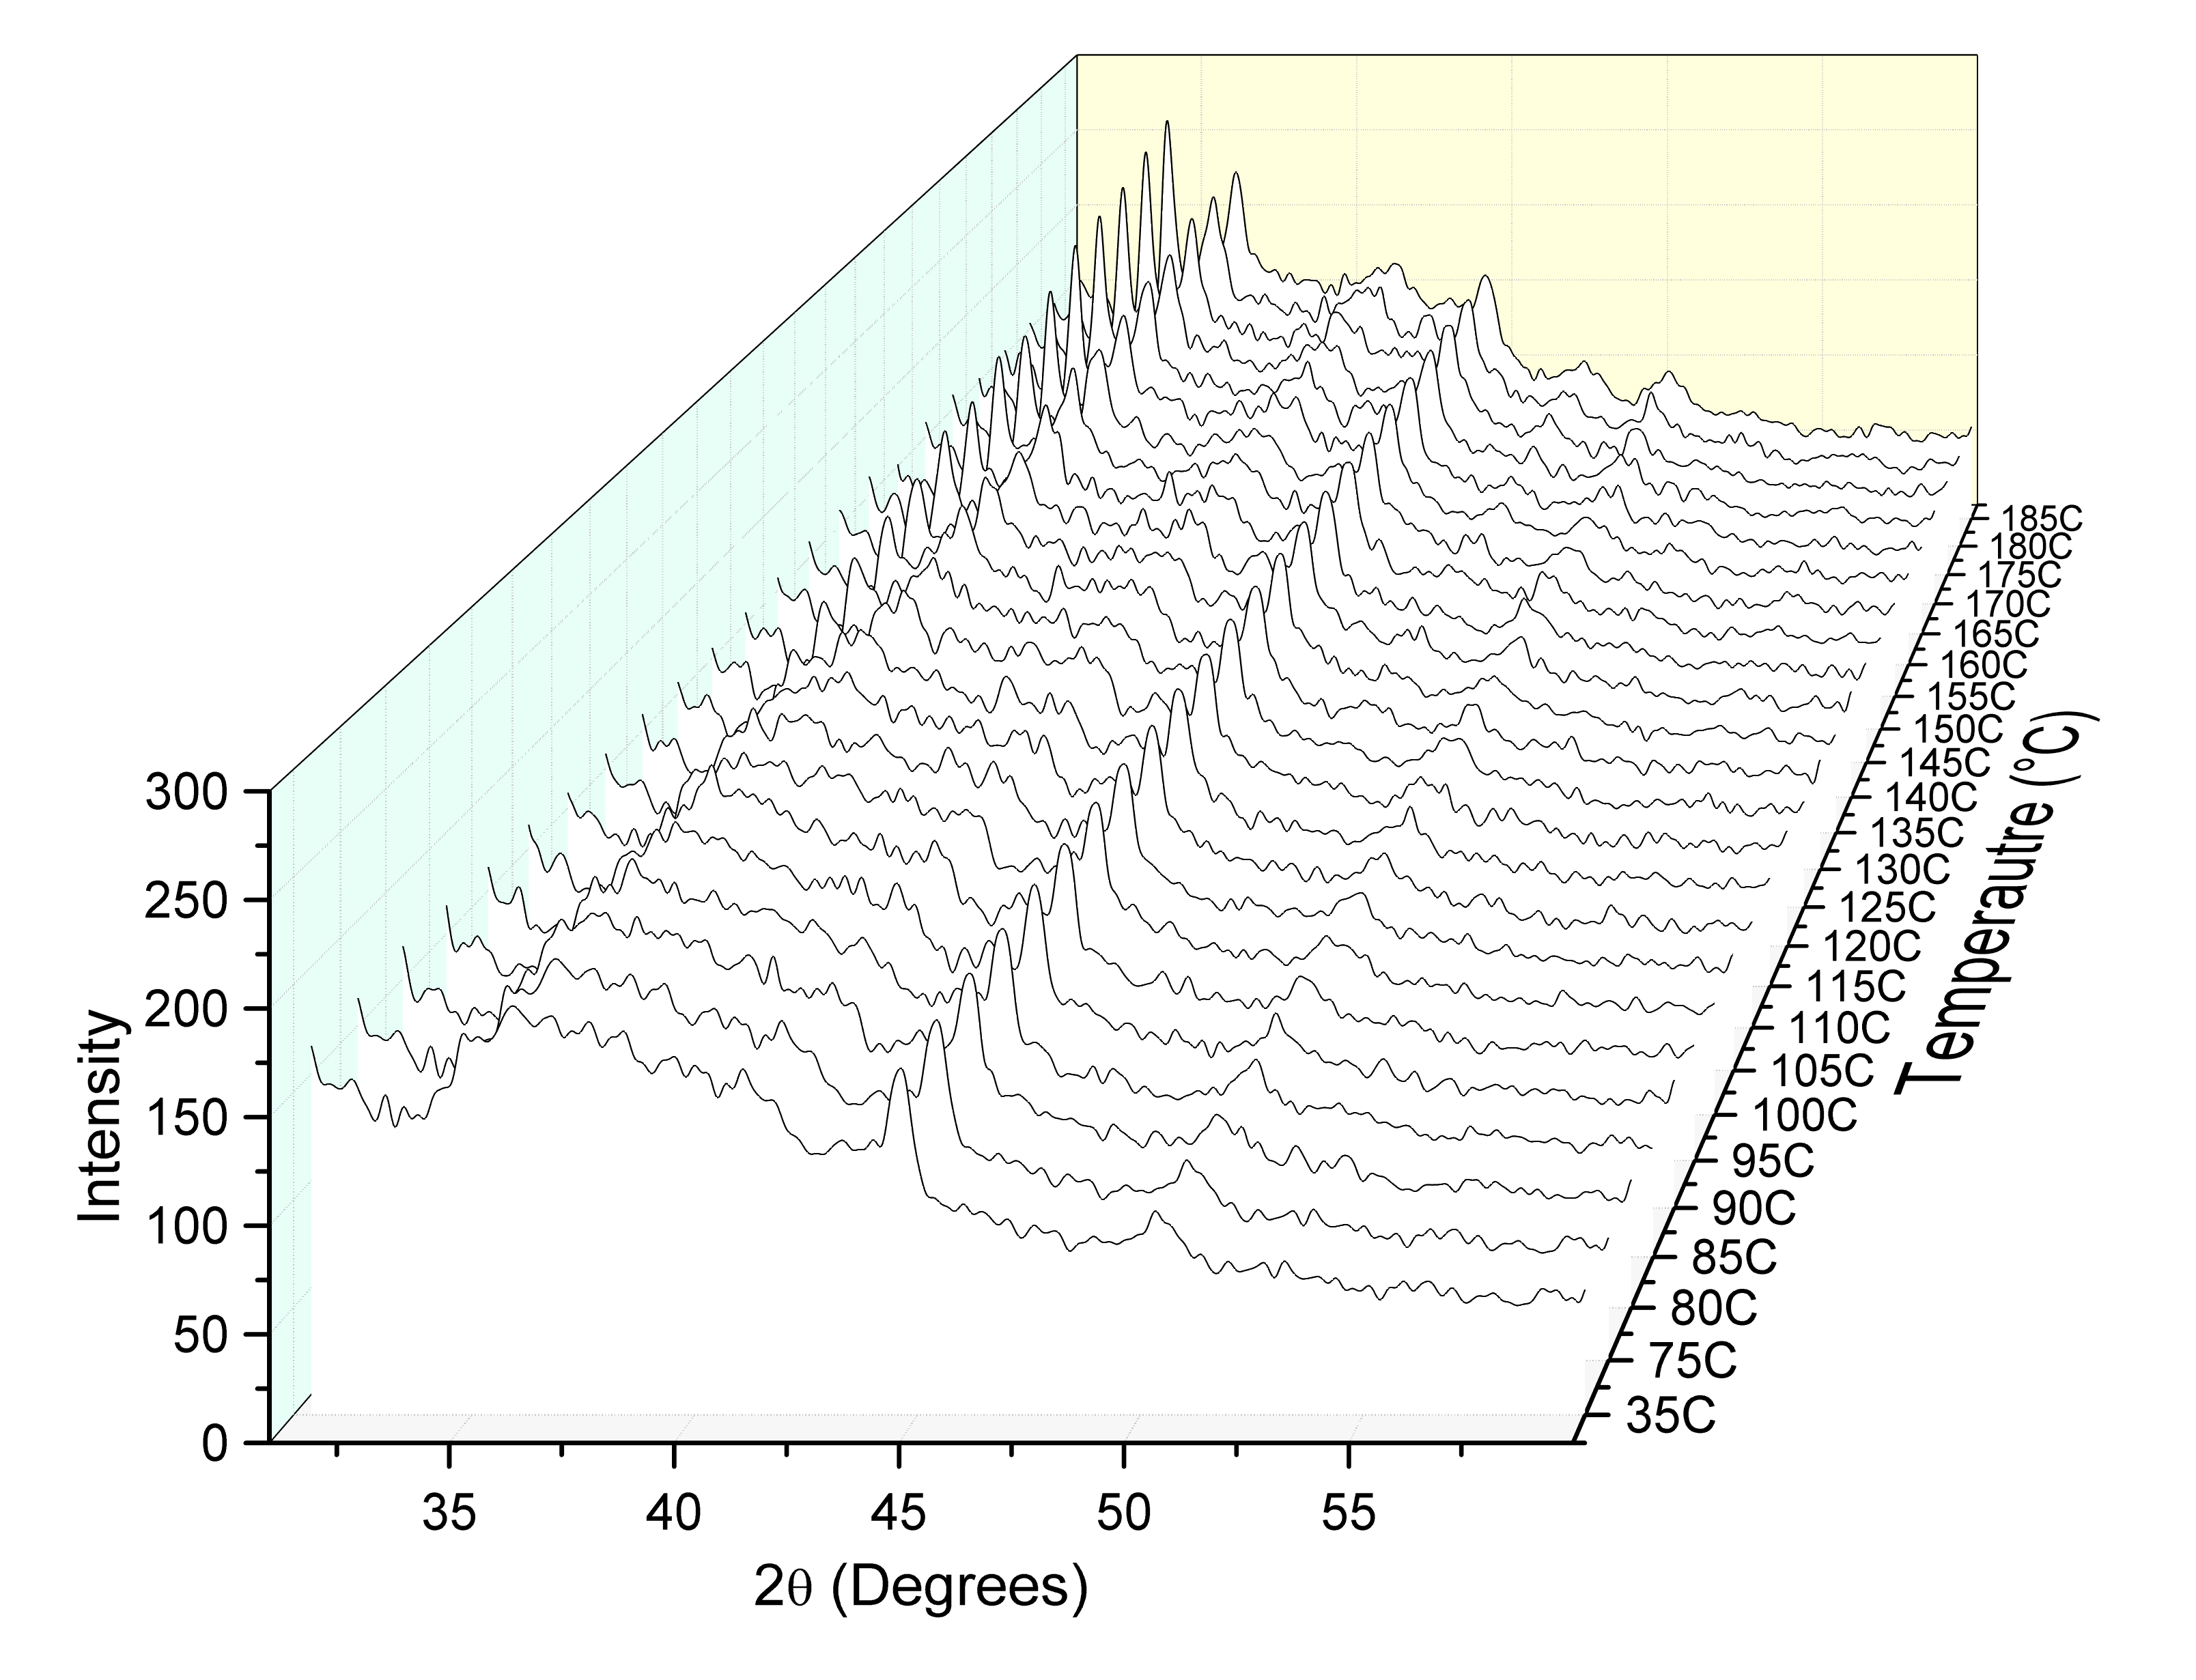 300
250
200
150
100
50
0
Intensity
35
40
45
50
55
2θ (Degrees)
185C
180C
175C
170C
165C
160C
155C
150C
145C
140C
135C
130C
125C
120C
115C
110C
105C
100C
95C
90C
85C
80C
75C
35C
Temperautre (°C)